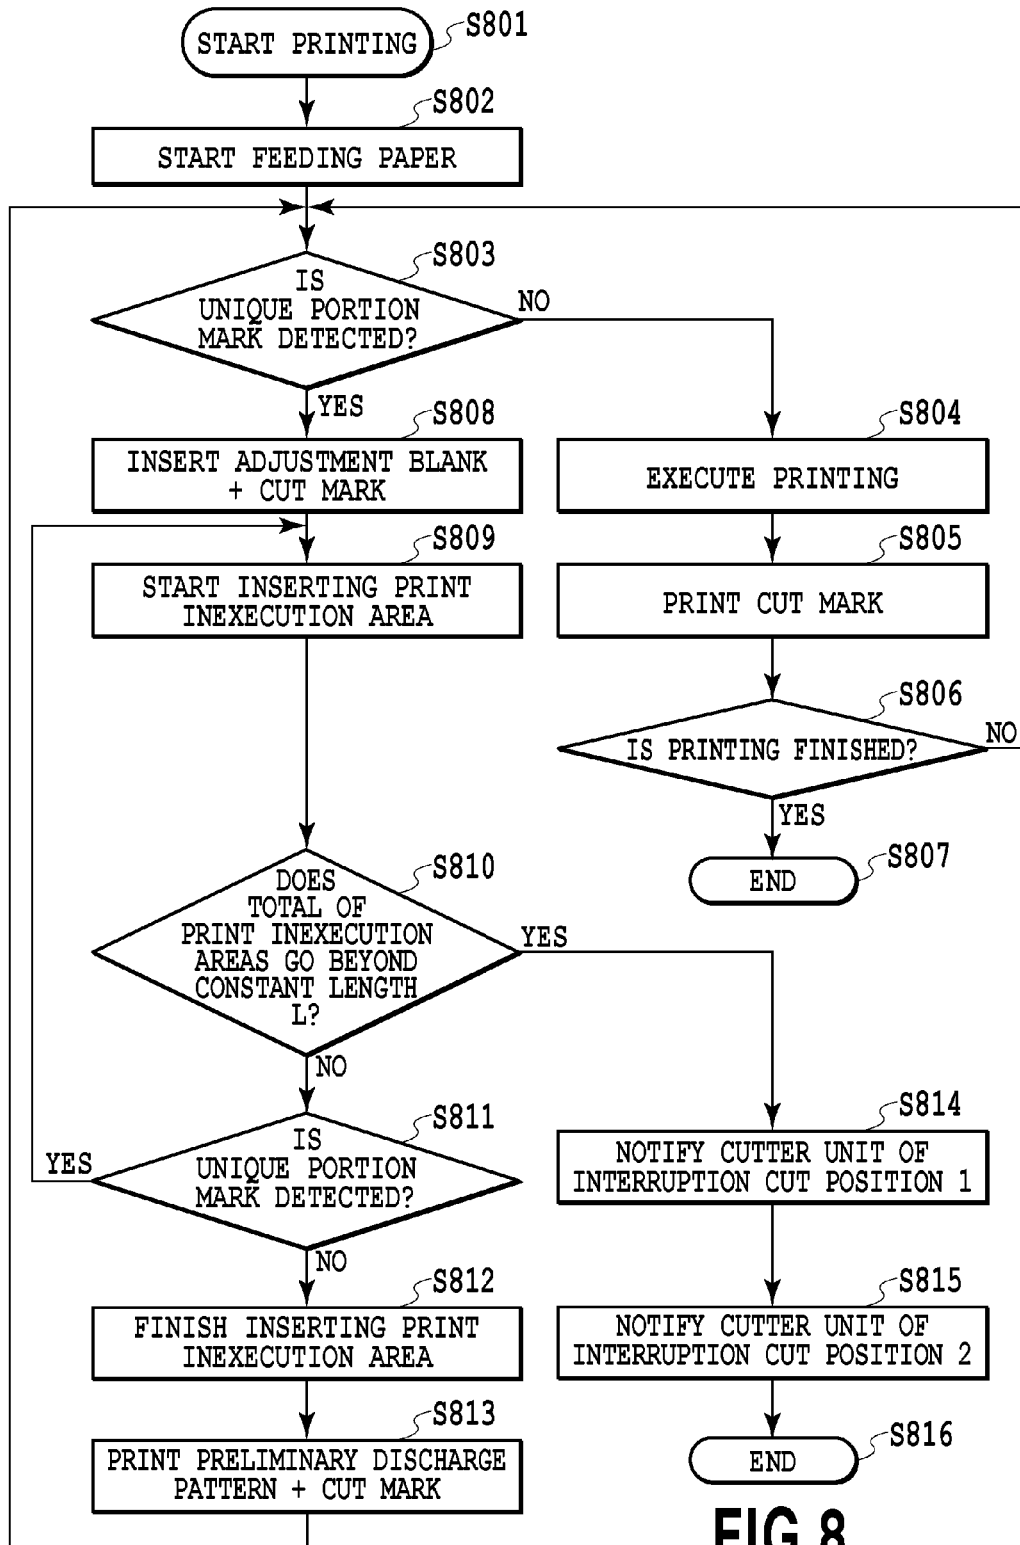 START PRINTING
S801
S802
START FEEDING PAPER
S803
IS
UNIQUE PORTION
MARK DETECTED?
NO
YES
S808
INSERT ADJUSTMENT BLANK
+ CUT MARK
S804
EXECUTE PRINTING
S809
START INSERTING PRINT
INEXECUTION AREA
S805
PRINT CUT MARK
S806
IS PRINTING FINISHED?
NO
YES
S807
END
S810
DOES
TOTAL OF
PRINT INEXECUTION
AREAS GO BEYOND
CONSTANT LENGTH
L?
YES
NO
S811
IS
UNIQUE PORTION
MARK DETECTED?
YES
NO
S814
NOTIFY CUTTER UNIT OF
INTERRUPTION CUT POSITION 1
S812
FINISH INSERTING PRINT
INEXECUTION AREA
S815
NOTIFY CUTTER UNIT OF
INTERRUPTION CUT POSITION 2
S813
PRINT PRELIMINARY DISCHARGE
PATTERN + CUT MARK
S816
END
FIG.8